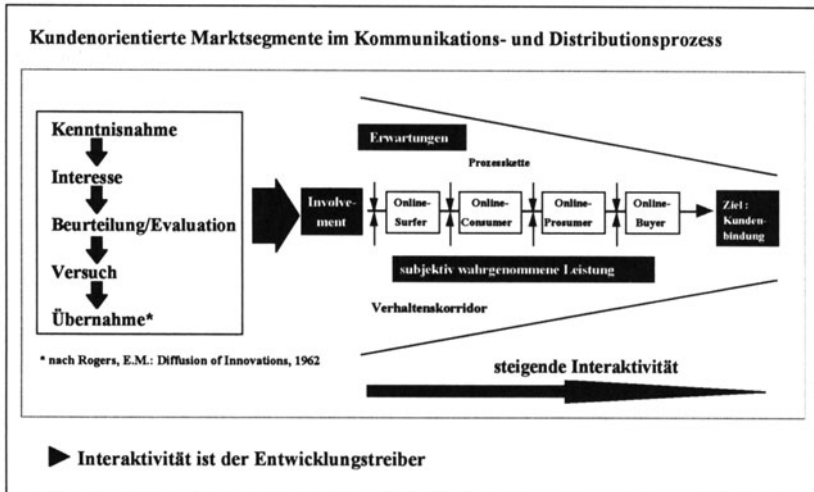 Kundenorientierte Marktsegmente im Kommunikations- und Distributionsprozess
Kenntnisnahme
Interesse
Beurteilung/Evaluation
Versuch
Übernahme*
* nach Rogers, E.M.: Diffusion of Innovations, 1962
Erwartungen
Prozesskette
Involve-
ment
Online-
Surfer
Online-
Consumer
Online-
Prosumer
Online-
Buyer
Ziel :
Kunden-
bindung
subjektiv wahrgenommene Leistung
Verhaltenskorridor
steigende Interaktivität
Interaktivität ist der Entwicklungstreiber